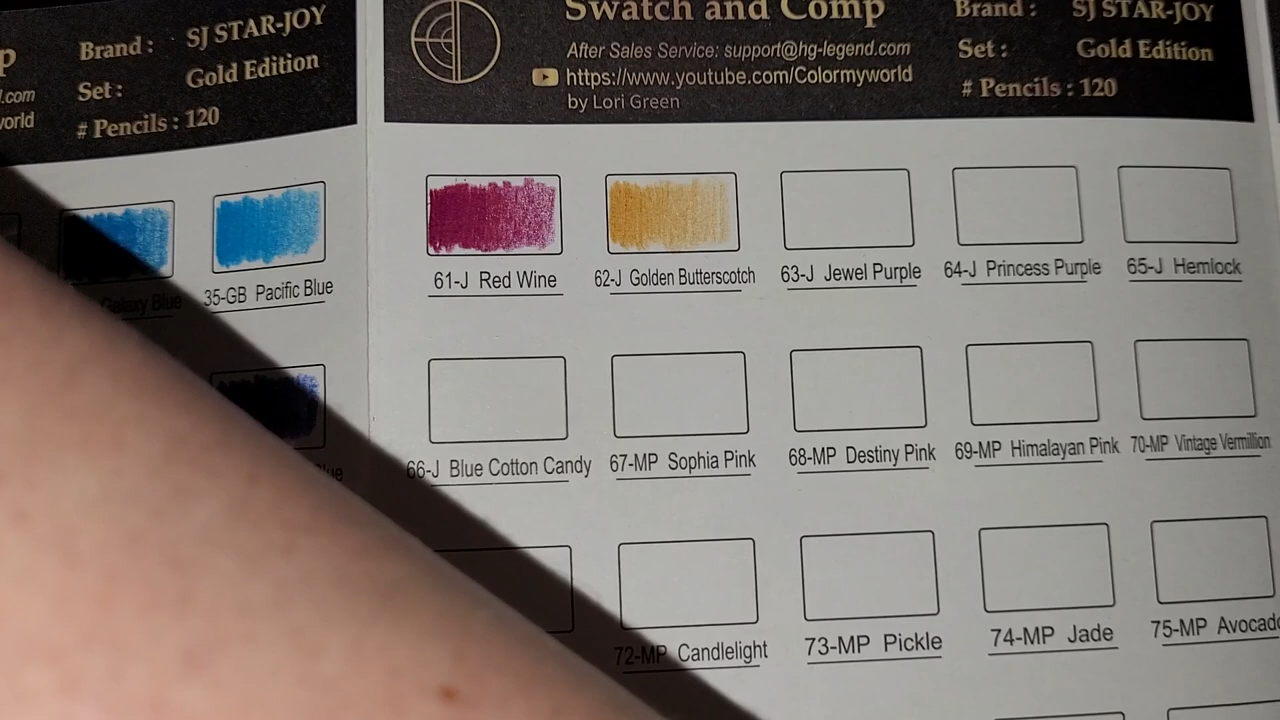 Brand : SJ STAR-JOY
Set : Gold Edition
# Pencils : 120
Galaxy Blue
35-GB Pacific Blue
Swatch and Comp
After Sales Service: support@hg-legend.com
https://www.youtube.com/Colormyworld
by Lori Green
Brand : SJ STAR-JOY
Set : Gold Edition
# Pencils : 120
61-J Red Wine
62-J Golden Butterscotch
63-J Jewel Purple
64-J Princess Purple
65-J Hemlock
66-J Blue Cotton Candy
67-MP Sophia Pink
68-MP Destiny Pink
69-MP Himalayan Pink
70-MP Vintage Vermillion
72-MP Candlelight
73-MP Pickle
74-MP Jade
75-MP Avocado